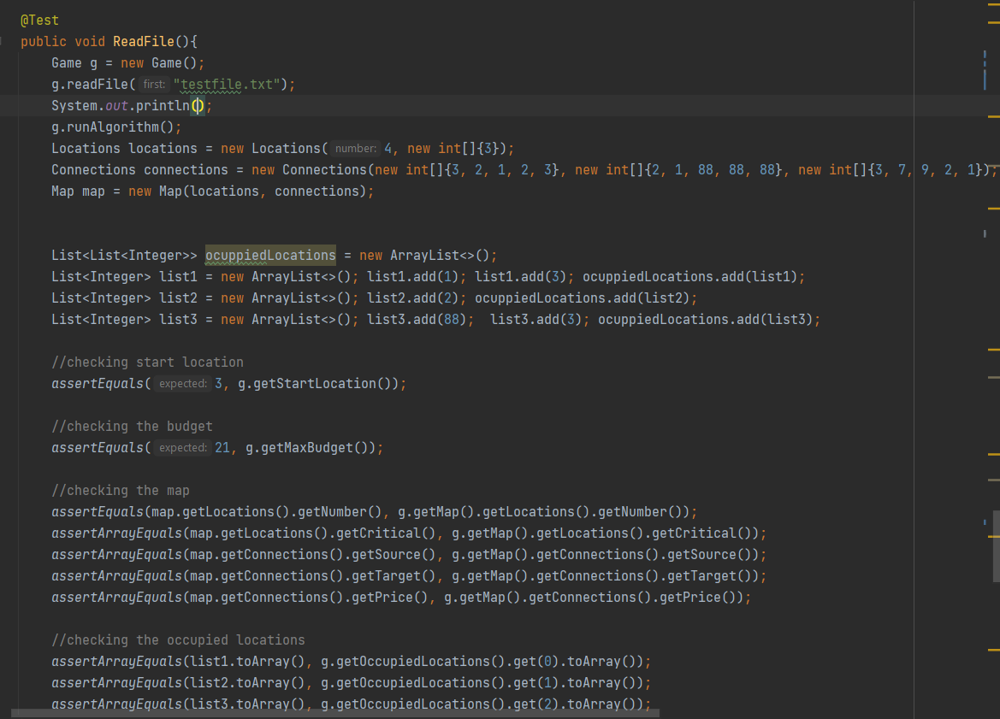 @Test
public void ReadFile(){
Game g = new Game();
g.readFile( first: "testfile.txt");
System.out.println();
g.runAlgorithm();
Locations locations = new Locations( number: 4, new int[]{3});
Connections connections = new Connections(new int[]{3, 2, 1, 2, 3}, new int[]{2, 1, 88, 88, 88}, new int[]{3, 7, 9, 2, 1});
Map map = new Map(locations, connections);
List<List<Integer>> ocuppiedLocations = new ArrayList<>();
List<Integer> list1 = new ArrayList<>(); list1.add(1); list1.add(3); ocuppiedLocations.add(list1);
List<Integer> list2 = new ArrayList<>(); list2.add(2); ocuppiedLocations.add(list2);
List<Integer> list3 = new ArrayList<>(); list3.add(88);  list3.add(3); ocuppiedLocations.add(list3);
//checking start location
assertEquals( expected: 3, g.getStartLocation());
//checking the budget
assertEquals( expected: 21, g.getMaxBudget());
//checking the map
assertEquals(map.getLocations().getNumber(), g.getMap().getLocations().getNumber());
assertArrayEquals(map.getLocations().getCritical(), g.getMap().getLocations().getCritical());
assertArrayEquals(map.getConnections().getSource(), g.getMap().getConnections().getSource());
assertArrayEquals(map.getConnections().getTarget(), g.getMap().getConnections().getTarget());
assertArrayEquals(map.getConnections().getPrice(), g.getMap().getConnections().getPrice());
//checking the occupied locations
assertArrayEquals(list1.toArray(), g.getOccupiedLocations().get(0).toArray());
assertArrayEquals(list2.toArray(), g.getOccupiedLocations().get(1).toArray());
assertArrayEquals(list3.toArray(), g.getOccupiedLocations().get(2).toArray());